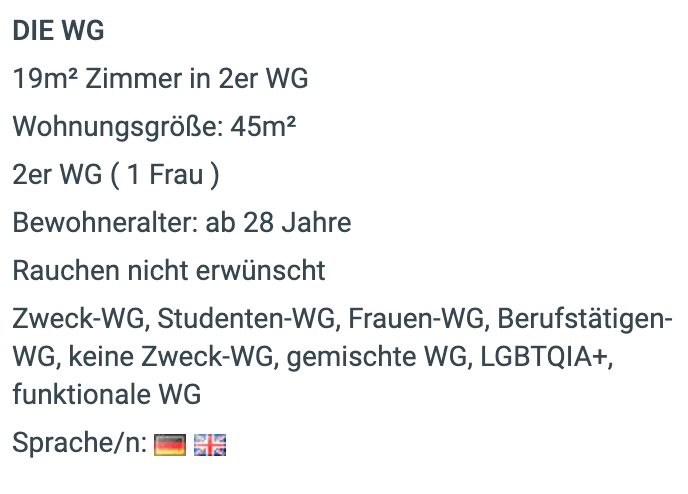 DIE WG
19m² Zimmer in 2er WG
Wohnungsgröße: 45m²
2er WG ( 1 Frau )
Bewohneralter: ab 28 Jahre
Rauchen nicht erwünscht
Zweck-WG, Studenten-WG, Frauen-WG, Berufstätigen-
WG, keine Zweck-WG, gemischte WG, LGBTQIA+,
funktionale WG
Sprache/n: